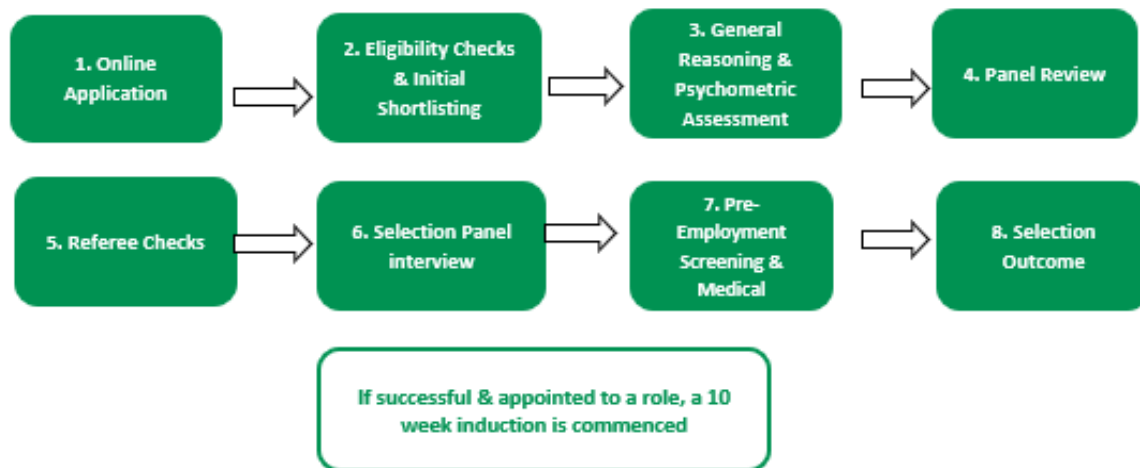 1. Online
Application
2. Eligibility Checks
& Initial
Shortlisting
3. General
Reasoning &
Psychometric
Assessment
4. Panel Review
5. Referee Checks
6. Selection Panel
interview
7. Pre-
Employment
Screening &
Medical
8. Selection
Outcome
If successful & appointed to a role, a 10
week induction is commenced